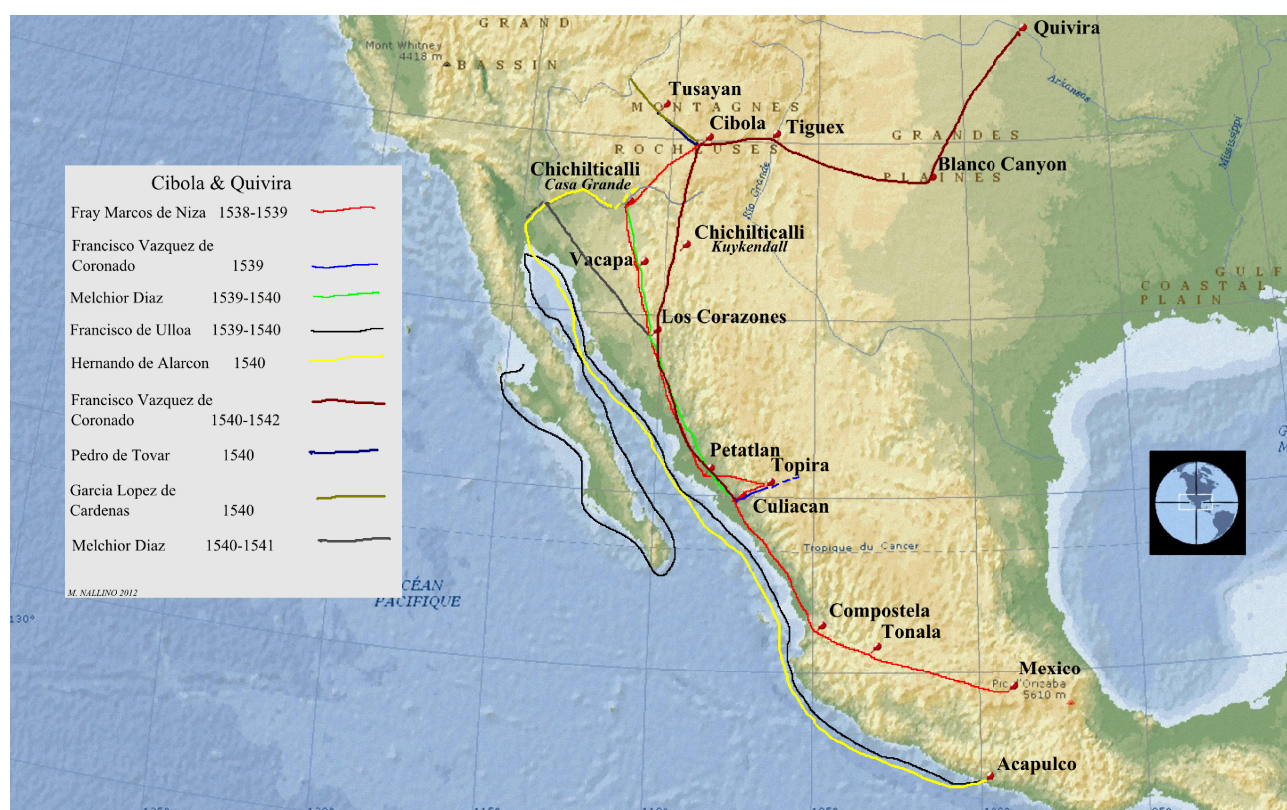 GRAND
BASSIN
Mont Whitney
4418 m
Quivira
Arkansas
Mississippi
Tusayan
MONTAGNES
ROCHEUSES
Cibola
Tiguex
GRANDES
PLAINES
Blanco Canyon
Rio Grande
Chichilticalli
Casa Grande
Chichilticalli
Kuykendall
Vacapa
Los Corazones
GULF
COASTAL
PLAIN
Cibola & Quivira
Fray Marcos de Niza 1538-1539
Francisco Vazquez de
Coronado 1539
Melchior Diaz 1539-1540
Francisco de Ulloa 1539-1540
Hernando de Alarcon 1540
Francisco Vazquez de
Coronado 1540-1542
Pedro de Tovar 1540
Garcia Lopez de
Cardenas 1540
Melchior Diaz 1540-1541
M. NALLINO 2012
Petatlan
Topira
Culiacan
Tropique du Cancer
OCÉAN
PACIFIQUE
130°
Compostela
Tonala
Mexico
Pic d'Orizaba
5610 m
Acapulco